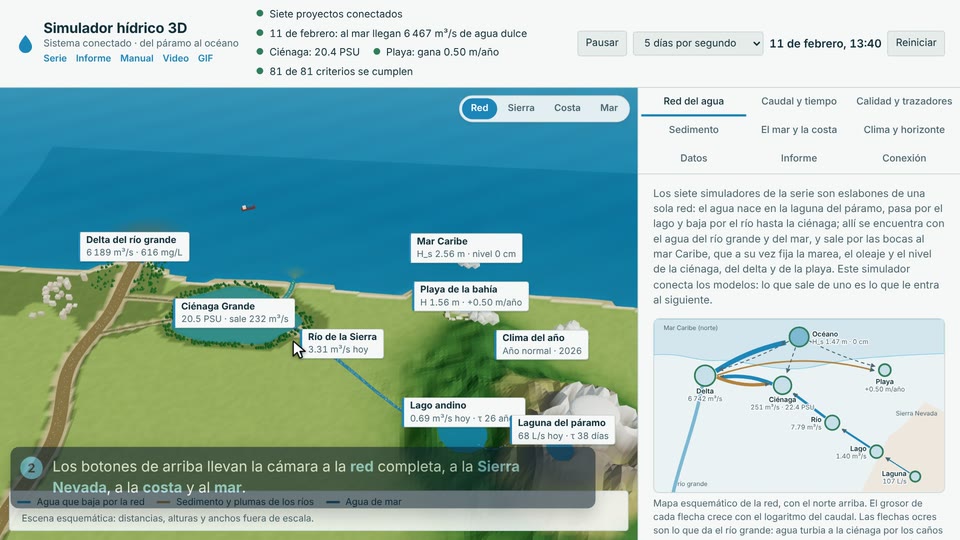 Simulador hídrico 3D
Sistema conectado · del páramo al océano
Serie Informe Manual Video GIF
Siete proyectos conectados
11 de febrero: al mar llegan 6 467 m³/s de agua dulce
Ciénaga: 20.4 PSU Playa: gana 0.50 m/año
81 de 81 criterios se cumplen
Pausar
5 días por segundo
11 de febrero, 13:40
Reiniciar
Red Sierra Costa Mar
Delta del río grande
6 189 m³/s · 616 mg/L
Mar Caribe
H_s 2.56 m · nivel 0 cm
Playa de la bahía
H 1.56 m · +0.50 m/año
Ciénaga Grande
20.5 PSU · sale 232 m³/s
Río de la Sierra
3.31 m³/s hoy
Clima del año
Año normal · 2026
Lago andino
0.69 m³/s hoy · τ 26 añ
Laguna del páramo
68 L/s hoy · τ 38 días
2
Los botones de arriba llevan la cámara a la red completa, a la Sierra
Nevada, a la costa y al mar.
Agua que baja por la red Sedimento y plumas de los ríos Agua de mar
Escena esquemática: distancias, alturas y anchos fuera de escala.
Red del agua Caudal y tiempo Calidad y trazadores
Sedimento El mar y la costa Clima y horizonte
Datos Informe Conexión
Los siete simuladores de la serie son eslabones de una
sola red: el agua nace en la laguna del páramo, pasa por el
lago y baja por el río hasta la ciénaga; allí se encuentra con
el agua del río grande y del mar, y sale por las bocas al
mar Caribe, que a su vez fija la marea, el oleaje y el nivel
de la ciénaga, del delta y de la playa. Este simulador
conecta los modelos: lo que sale de uno es lo que le entra
al siguiente.
Mar Caribe (norte)
Océano
H_s 1.47 m · 0 cm
Delta
6 742 m³/s
Playa
+0.50 m/año
Ciénaga
251 m³/s · 22.4 PSU
Sierra Nevada
Río
7.79 m³/s
Lago
1.40 m³/s
Laguna
107 L/s
río grande
Mapa esquemático de la red, con el norte arriba. El grosor de
cada flecha crece con el logaritmo del caudal. Las flechas ocres
son lo que da el río grande: agua turbia a la ciénaga por los caños